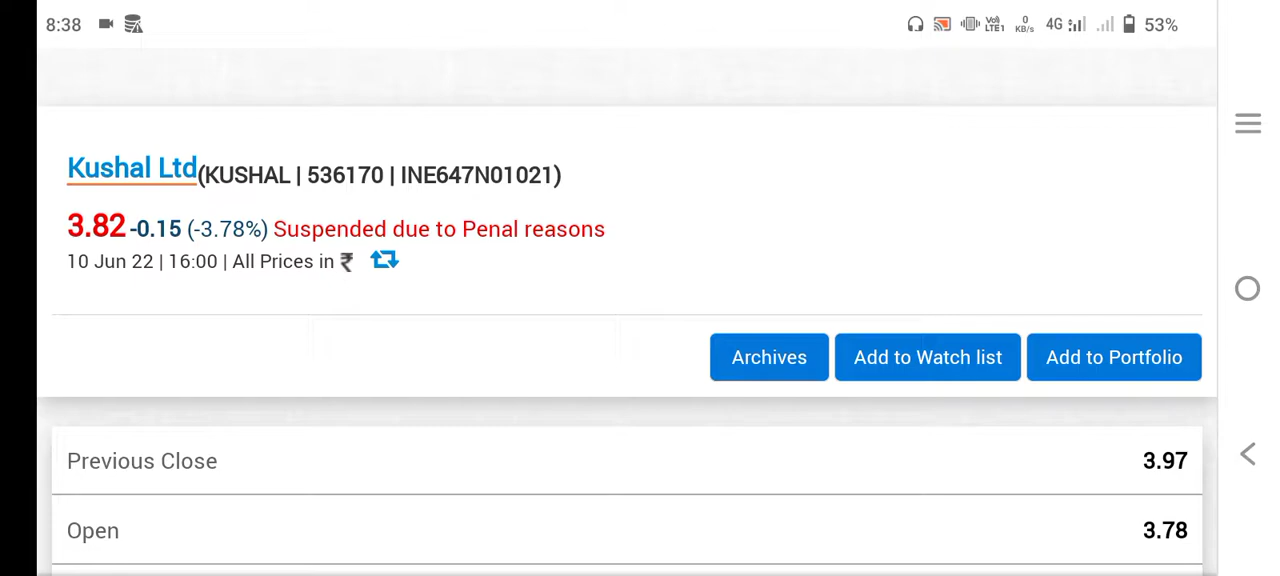 8:38
Vo)) LTE1 0 KB/s 4G 53%
Kushal Ltd(KUSHAL | 536170 | INE647N01021)
3.82 -0.15 (-3.78%) Suspended due to Penal reasons
10 Jun 22 | 16:00 | All Prices in ₹
Archives Add to Watch list Add to Portfolio
Previous Close 3.97
Open 3.78